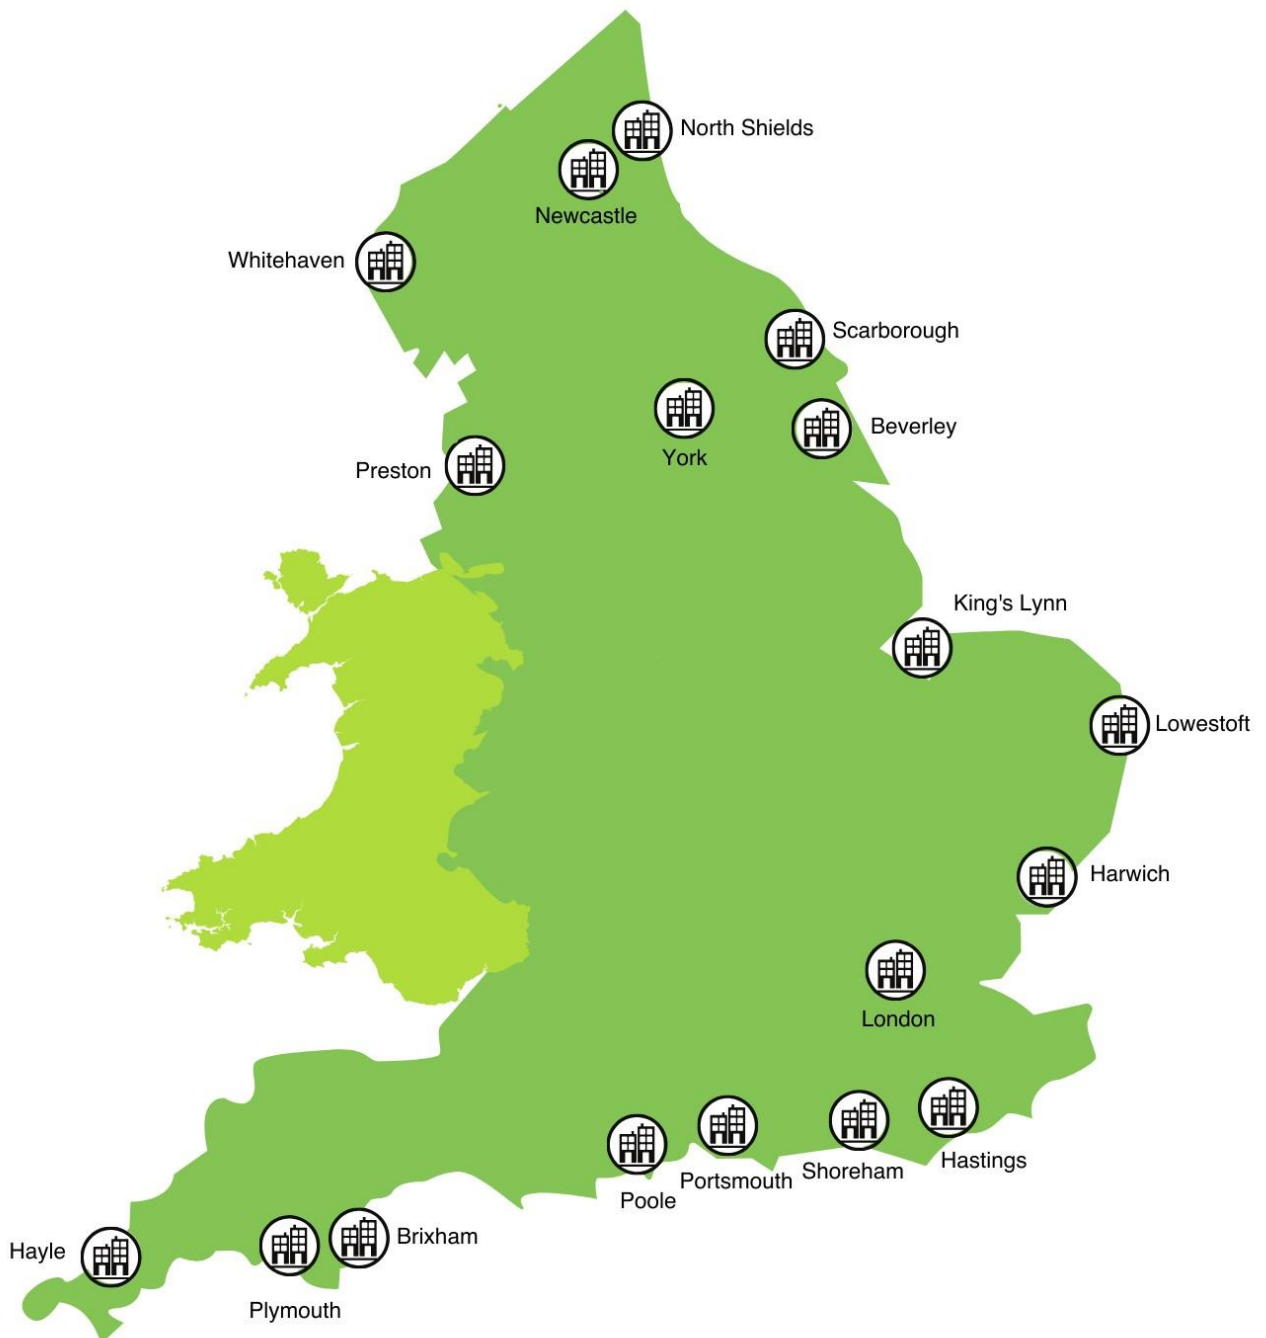 North Shields
Newcastle
Whitehaven
Scarborough
Beverley
York
Preston
King's Lynn
Lowestoft
Harwich
London
Hastings
Shoreham
Portsmouth
Poole
Brixham
Hayle
Plymouth